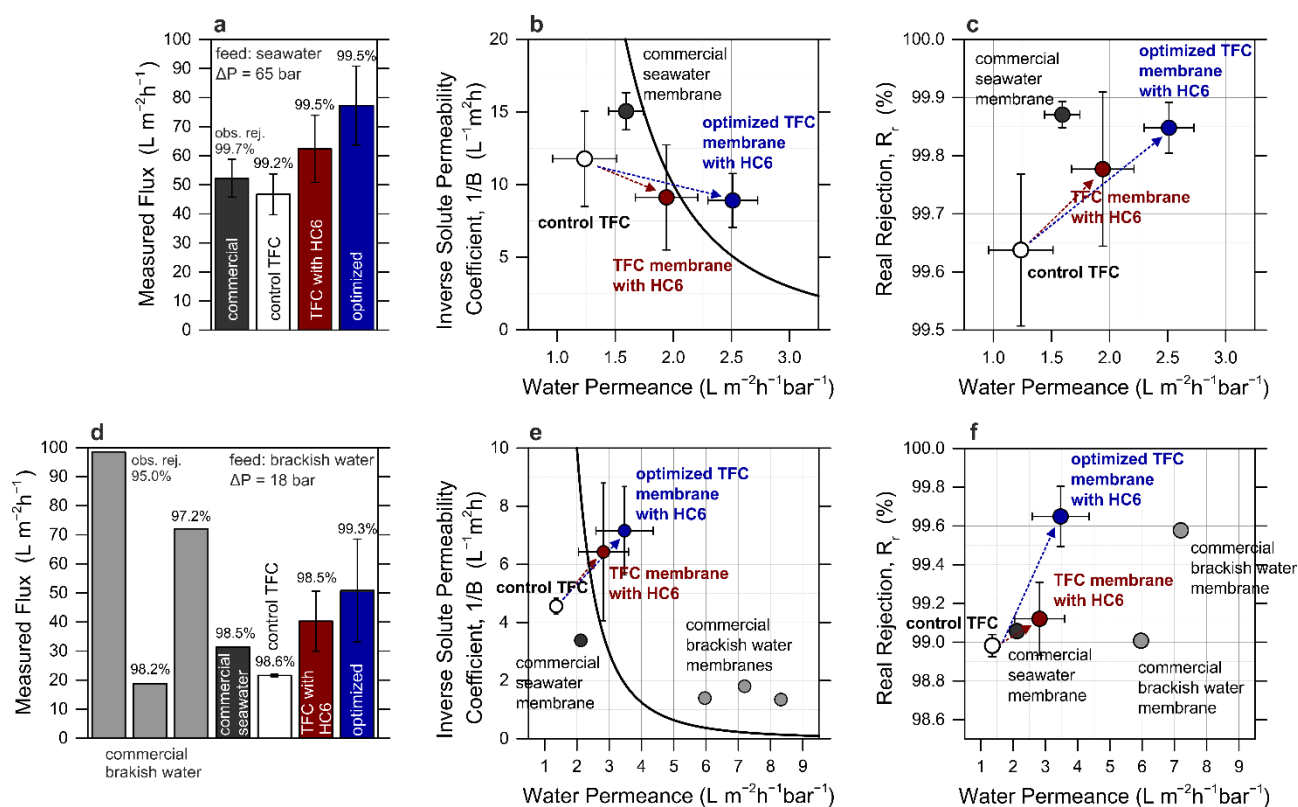 a
Measured Flux (L m⁻²h⁻¹)
100
90
80
70
60
50
40
30
20
10
0
feed: seawater
ΔP = 65 bar
obs. rej.
99.7%
99.2%
99.5%
99.5%
commercial
control TFC
TFC with HC6
optimized
b
Inverse Solute Permeability
Coefficient, 1/B (L⁻¹m²h)
20
15
10
5
0
commercial
seawater
membrane
optimized TFC
membrane
with HC6
control TFC
TFC membrane
with HC6
1.0 1.5 2.0 2.5 3.0
Water Permeance (L m⁻²h⁻¹bar⁻¹)
c
Real Rejection, Rr (%)
100.0
99.9
99.8
99.7
99.6
99.5
commercial
seawater
membrane
optimized TFC
membrane
with HC6
TFC membrane
with HC6
control TFC
1.0 1.5 2.0 2.5 3.0
Water Permeance (L m⁻²h⁻¹bar⁻¹)
d
Measured Flux (L m⁻²h⁻¹)
100
90
80
70
60
50
40
30
20
10
0
obs. rej.
95.0%
feed: brackish water
ΔP = 18 bar
98.2%
97.2%
98.5%
98.6%
98.5%
99.3%
commercial
seawater
control TFC
TFC with
HC6
optimized
commercial
brakish water
e
Inverse Solute Permeability
Coefficient, 1/B (L⁻¹m²h)
10
8
6
4
2
0
optimized TFC
membrane
with HC6
TFC membrane
with HC6
control TFC
commercial
seawater
membrane
commercial
brackish water
membranes
1 2 3 4 5 6 7 8 9
Water Permeance (L m⁻²h⁻¹bar⁻¹)
f
Real Rejection, Rr (%)
100.0
99.8
99.6
99.4
99.2
99.0
98.8
98.6
optimized TFC
membrane
with HC6
commercial
brackish water
membrane
TFC membrane
with HC6
control TFC
commercial
seawater
membrane
commercial
brackish water
membrane
1 2 3 4 5 6 7 8 9
Water Permeance (L m⁻²h⁻¹bar⁻¹)